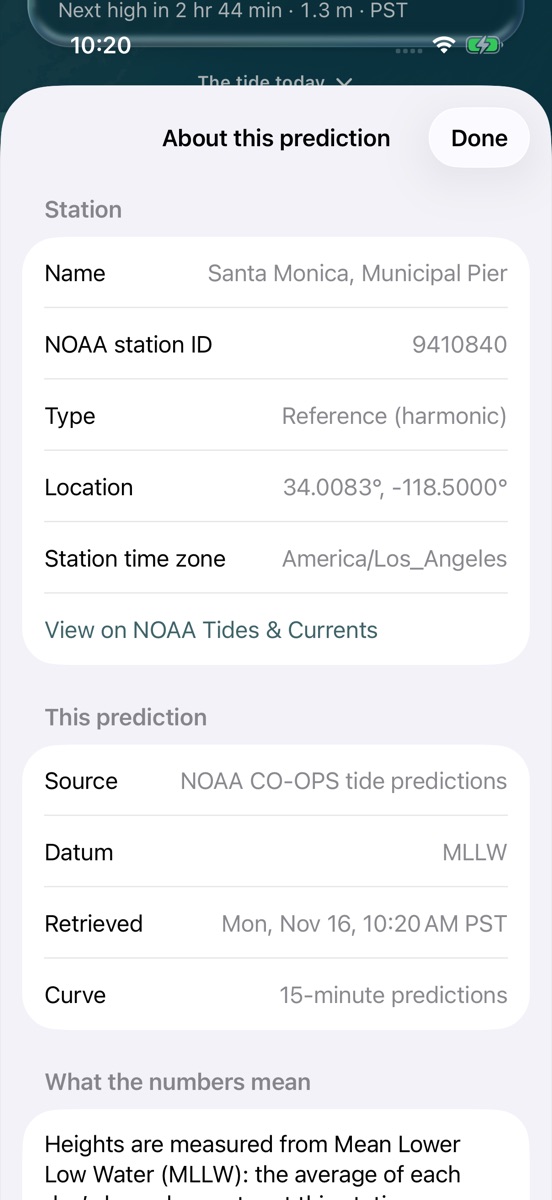 Next high in 2 hr 44 min · 1.3 m · PST
10:20
The tide today
About this prediction
Done
Station
Name Santa Monica, Municipal Pier
NOAA station ID 9410840
Type Reference (harmonic)
Location 34.0083°, -118.5000°
Station time zone America/Los_Angeles
View on NOAA Tides & Currents
This prediction
Source NOAA CO-OPS tide predictions
Datum MLLW
Retrieved Mon, Nov 16, 10:20 AM PST
Curve 15-minute predictions
What the numbers mean
Heights are measured from Mean Lower
Low Water (MLLW): the average of each